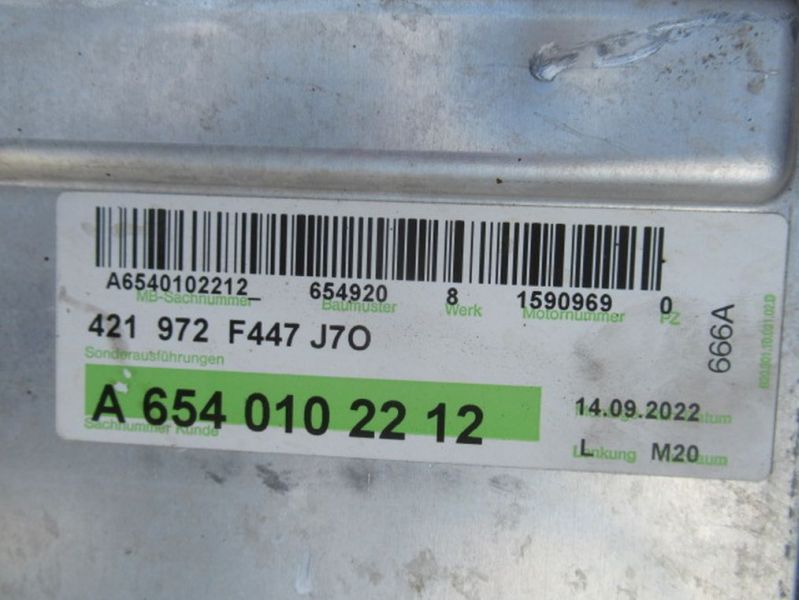 A6540102212_ 654920 8 1590969 0
MB-Sachnummer Baumuster Werk Motornummer PZ
421 972 F447 J7O
Sonderausführungen
A 654 010 22 12
Sachnummer Kunde
14.09.2022
L M20
Lenkung
666A